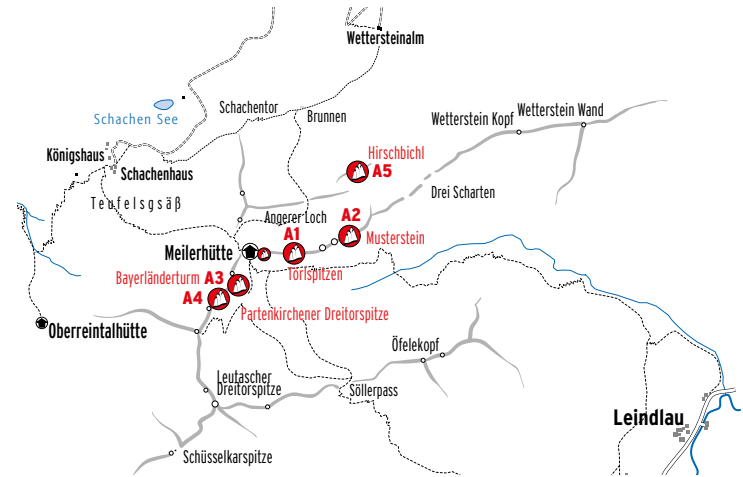 Wettersteinalm
Schachentor
Brunnen
Wetterstein Wand
Wetterstein Kopf
Schachen See
Königshaus
Schachenhaus
Hirschbichl
A5
Teufelsgsäß
Drei Scharten
Angerer Loch
A1
A2
Musterstein
Meilerhütte
Törlspitzen
Bayerländerturm A3
A4
Partenkirchener Dreitorspitze
Oberreintalhütte
Öfelekopf
Leutascher
Dreitorspitze
Söllerpass
Leindlau
Schüsselkarspitze